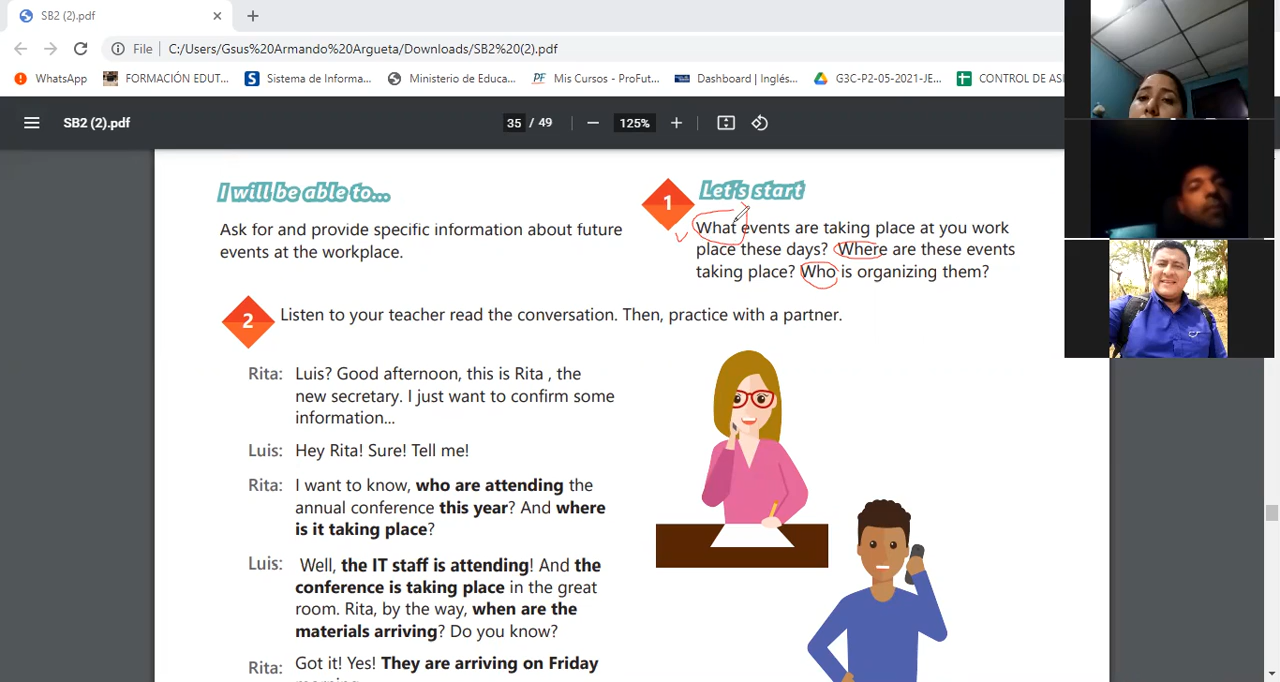 SB2 (2).pdf
File C:/Users/Gsus%20Armando%20Argueta/Downloads/SB2%20(2).pdf
WhatsApp FORMACIÓN EDUT... Sistema de Informa... Ministerio de Educa... PF Mis Cursos - ProFut... Dashboard | Inglés,... G3C-P2-05-2021-JE... CONTROL DE AS
SB2 (2).pdf 35 / 49 125%
I will be able to...
Ask for and provide specific information about future
events at the workplace.
1 Let's start
What events are taking place at you work
place these days? Where are these events
taking place? Who is organizing them?
2 Listen to your teacher read the conversation. Then, practice with a partner.
Rita: Luis? Good afternoon, this is Rita , the
new secretary. I just want to confirm some
information...
Luis: Hey Rita! Sure! Tell me!
Rita: I want to know, who are attending the
annual conference this year? And where
is it taking place?
Luis: Well, the IT staff is attending! And the
conference is taking place in the great
room. Rita, by the way, when are the
materials arriving? Do you know?
Rita: Got it! Yes! They are arriving on Friday